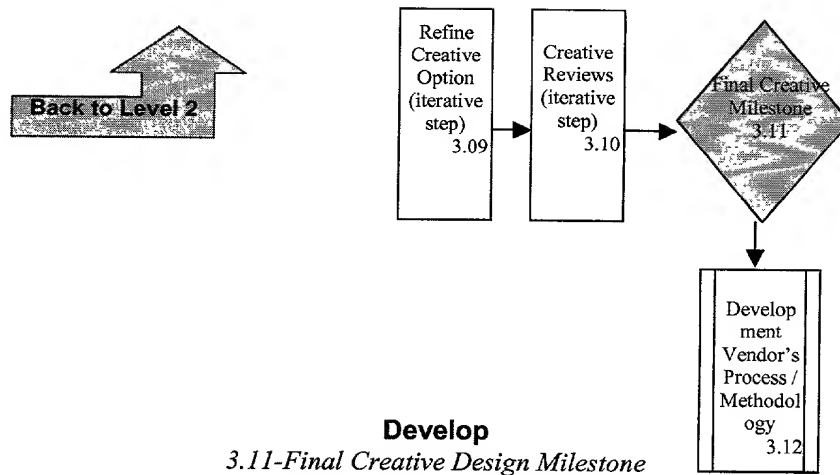 Back to Level 2
Refine
Creative
Option
(iterative
step)
3.09
Creative
Reviews
(iterative
step)
3.10
Final Creative
Milestone
3.11
Develop
ment
Vendor's
Process /
Methodol
ogy
3.12
Develop
3.11-Final Creative Design Milestone